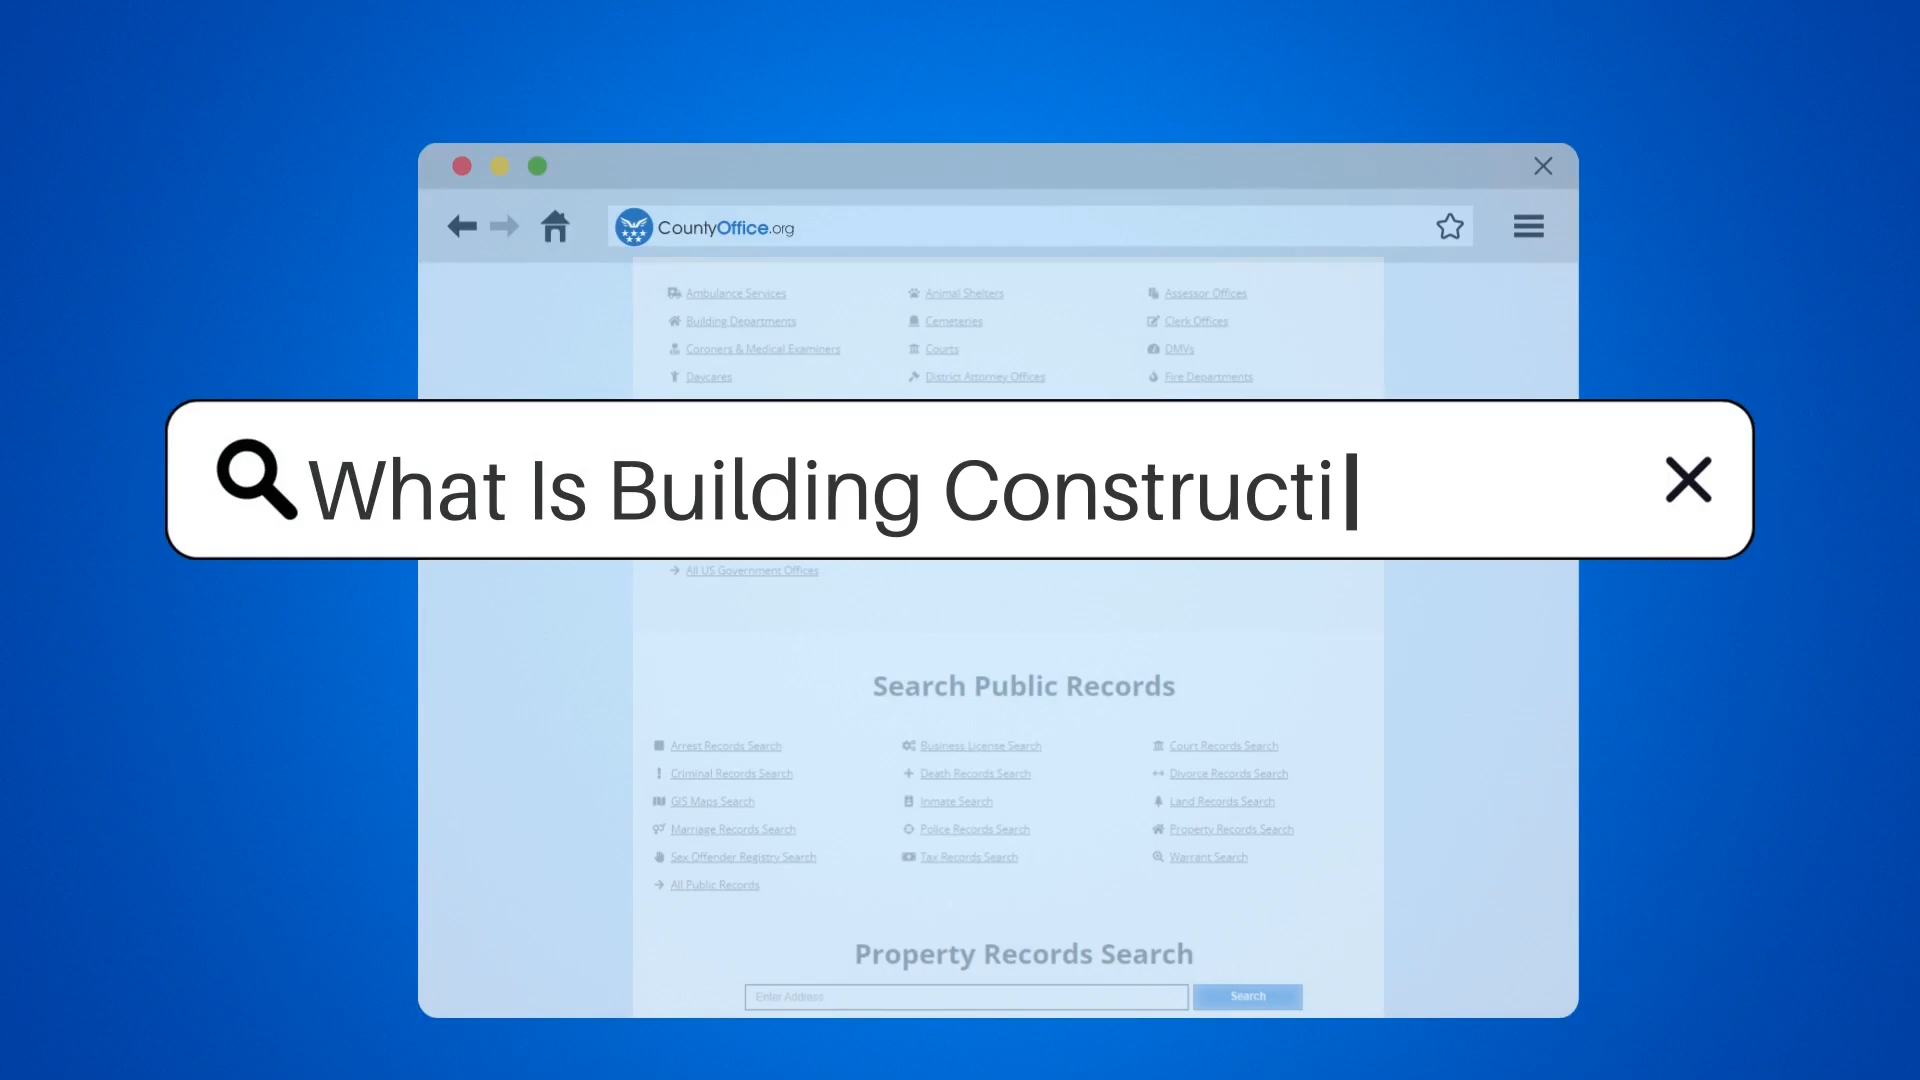 CountyOffice.org
Ambulance Services Animal Shelters Assessor Offices
Building Departments Cemeteries Clerk Offices
Coroners & Medical Examiners Courts DMVs
Daycares District Attorney Offices Fire Departments
What Is Building Constructi
All US Government Offices
Search Public Records
Arrest Records Search Business License Search Court Records Search
Criminal Records Search Death Records Search Divorce Records Search
GIS Maps Search Inmate Search Land Records Search
Marriage Records Search Police Records Search Property Records Search
Sex Offender Registry Search Tax Records Search Warrant Search
All Public Records
Property Records Search
Enter Address Search